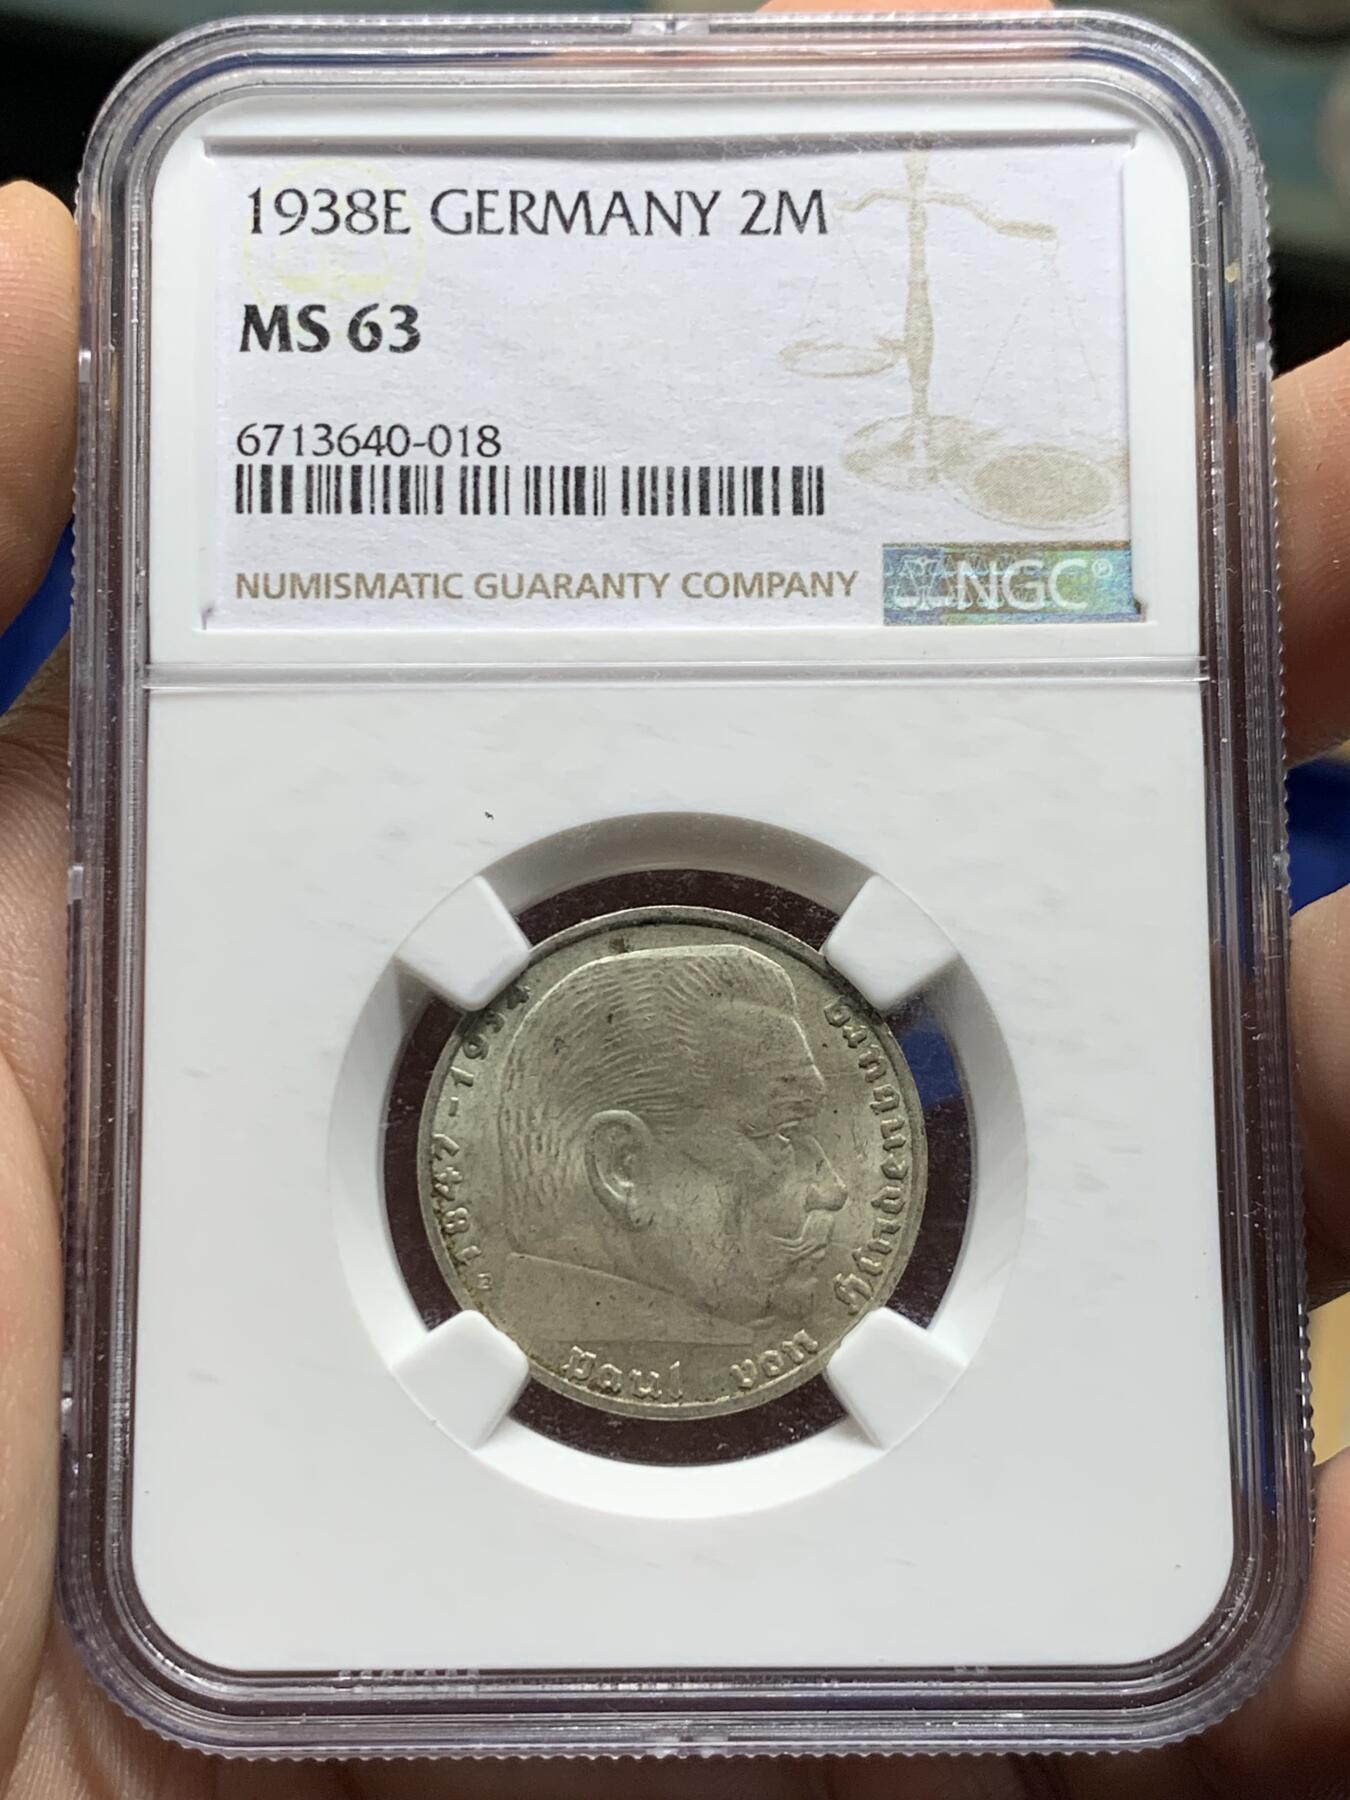 1938E GERMANY 2M
MS 63
6713640-018
NUMISMATIC GUARANTY COMPANY
NGC®
1847-1934
Paul von Hindenburg